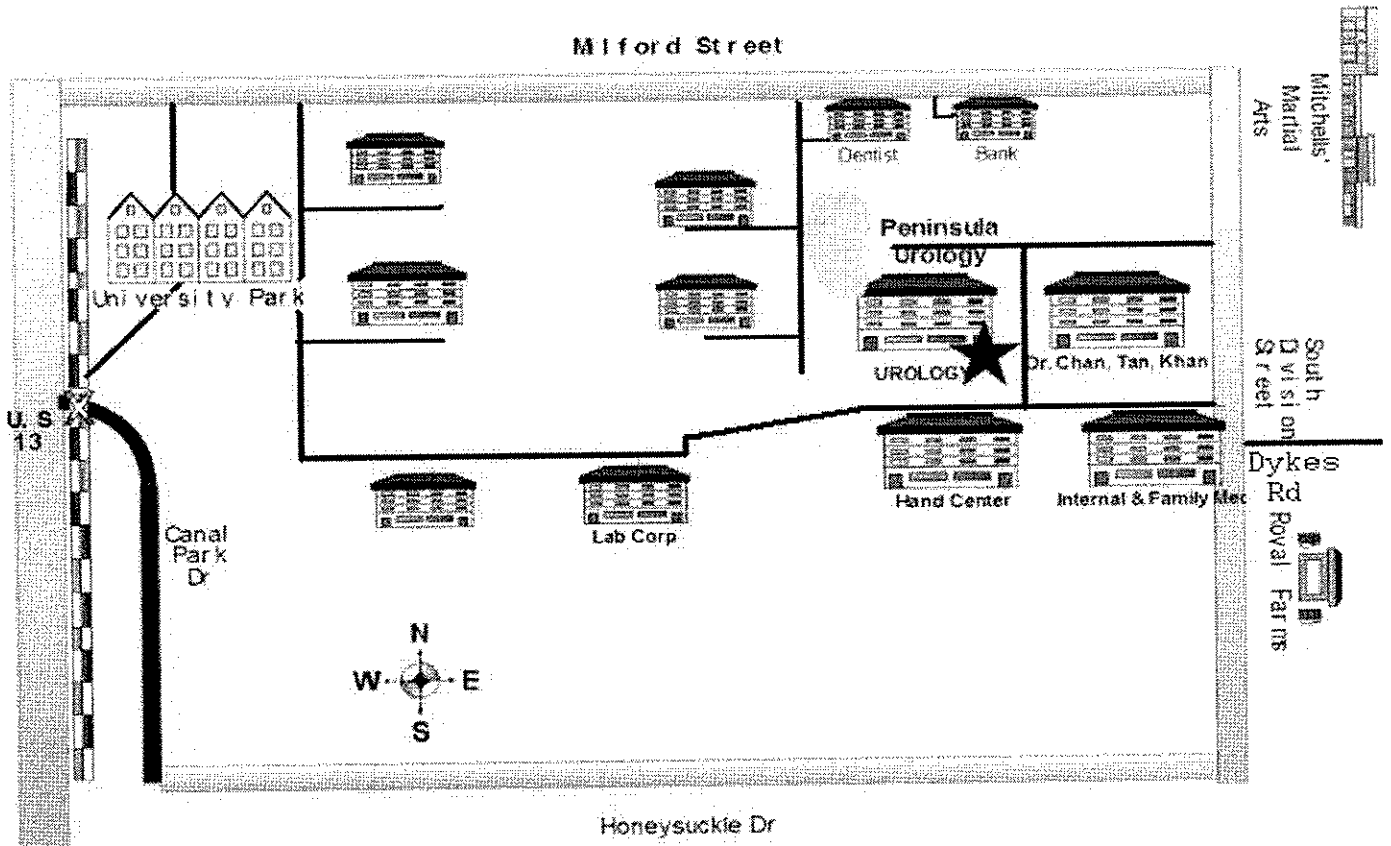 Milford Street
Mitchells'
Martial
Arts
Dentist
Bank
Peninsula
Urology
University Park
UROLOGY
Dr. Chan, Tan, Khan
South
Division
Street
U.S
13
Dykes
Rd
Hand Center
Internal & Family Med
Lab Corp
Canal
Park
Dr
Royal Farms
N
W
E
S
Honeysuckle Dr